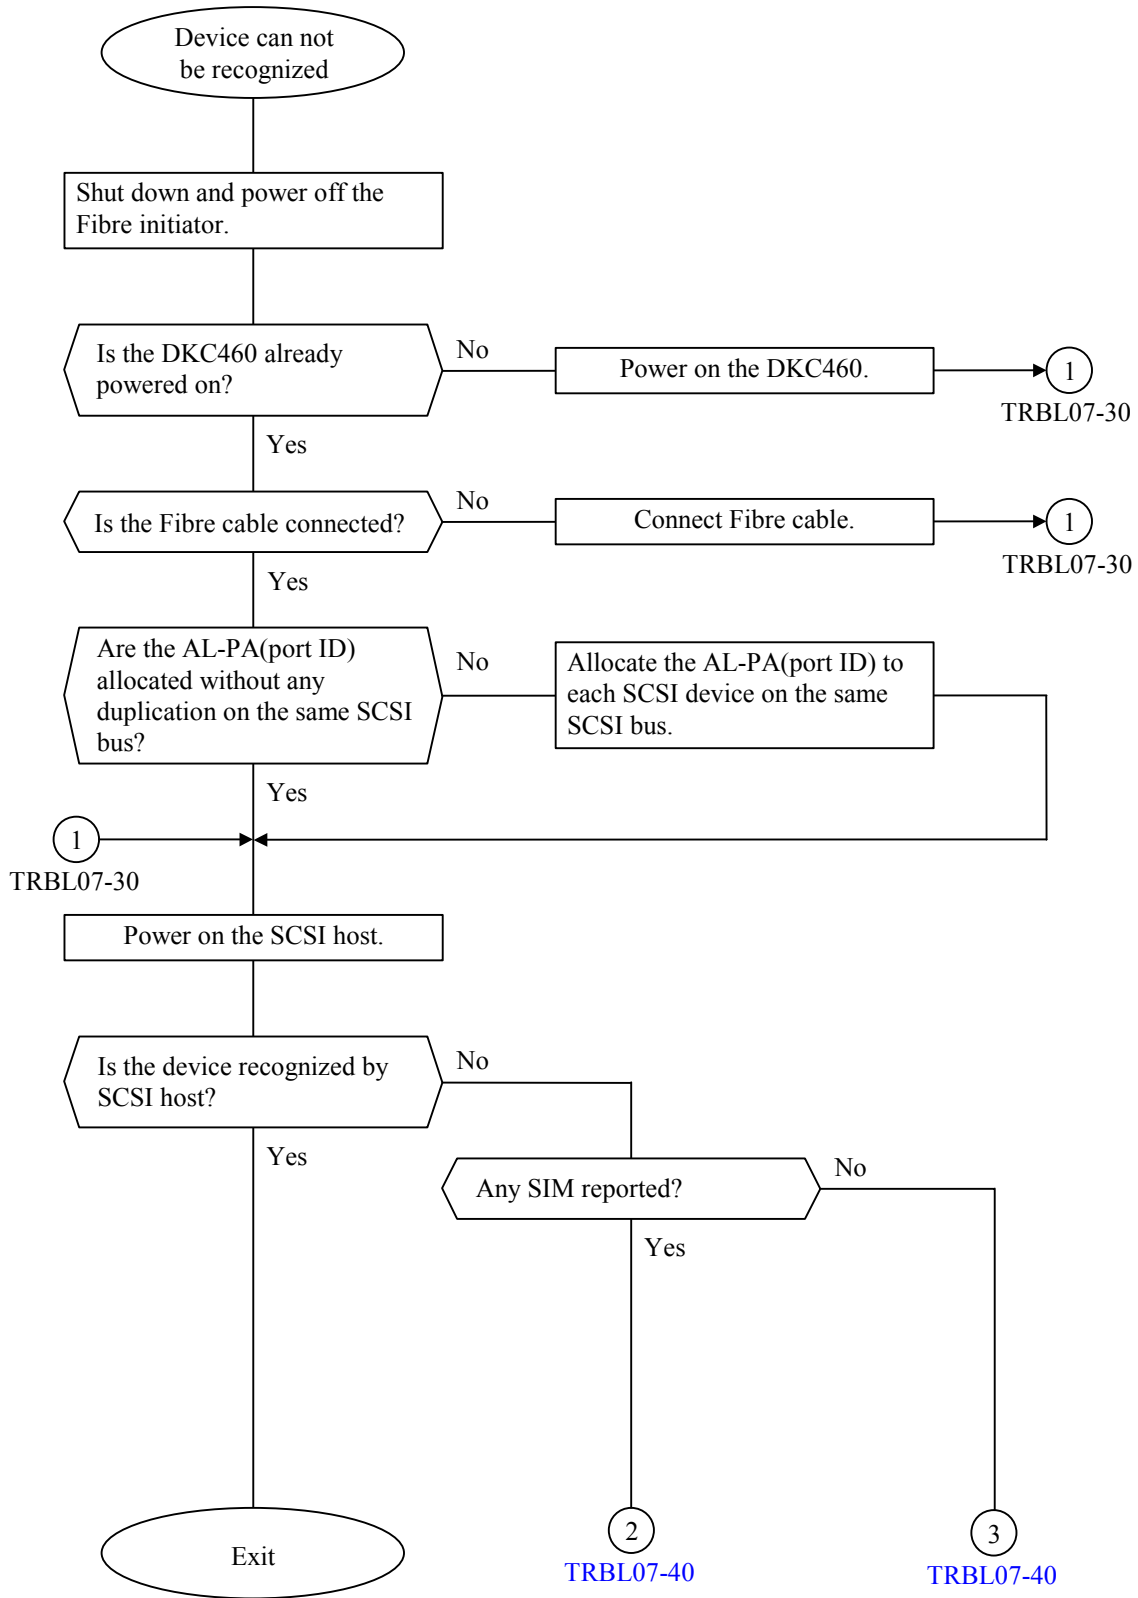 Device can not
be recognized
Shut down and power off the
Fibre initiator.
Is the DKC460 already
powered on?
No
Power on the DKC460.
1
TRBL07-30
Yes
Is the Fibre cable connected?
No
Connect Fibre cable.
1
TRBL07-30
Yes
Are the AL-PA(port ID)
allocated without any
duplication on the same SCSI
bus?
No
Allocate the AL-PA(port ID) to
each SCSI device on the same
SCSI bus.
Yes
1
TRBL07-30
Power on the SCSI host.
Is the device recognized by
SCSI host?
No
Yes
Any SIM reported?
No
Yes
Exit
2
TRBL07-40
3
TRBL07-40